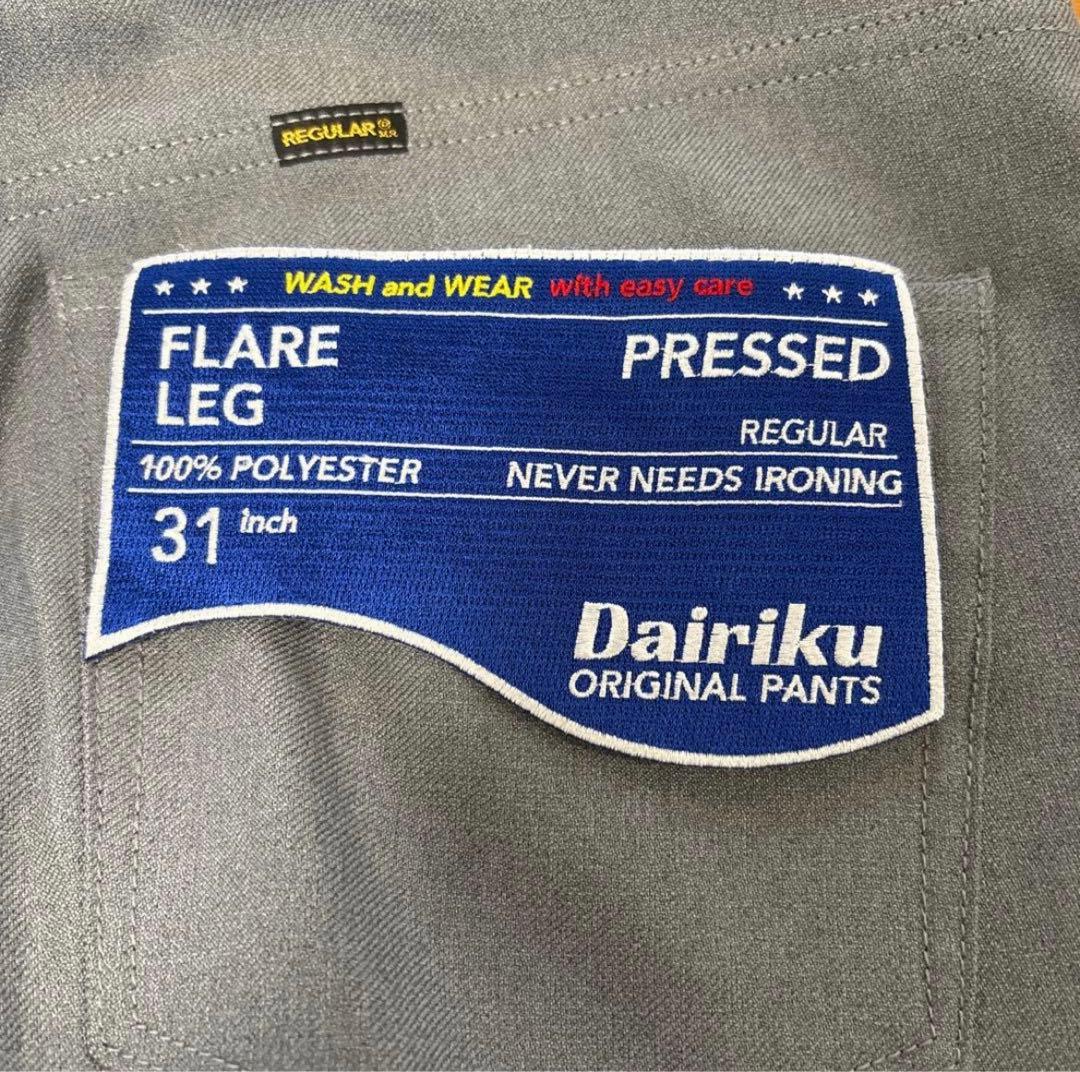 REGULAR
WASH and WEAR with easy care
FLARE LEG
PRESSED
REGULAR
100% POLYESTER
NEVER NEEDS IRONING
31 inch
Dairiku
ORIGINAL PANTS